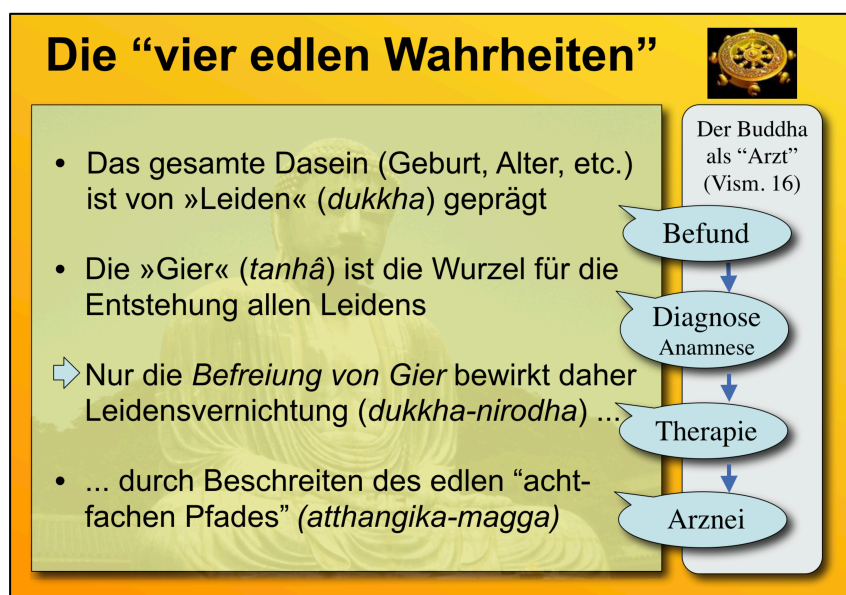 Die “vier edlen Wahrheiten”
• Das gesamte Dasein (Geburt, Alter, etc.)
ist von »Leiden« (dukkha) geprägt
• Die »Gier« (tanhâ) ist die Wurzel für die
Entstehung allen Leidens
Nur die Befreiung von Gier bewirkt daher
Leidensvernichtung (dukkha-nirodha) ...
• ... durch Beschreiten des edlen “acht-
fachen Pfades” (atthangika-magga)
Der Buddha
als “Arzt”
(Vism. 16)
Befund
Diagnose
Anamnese
Therapie
Arznei